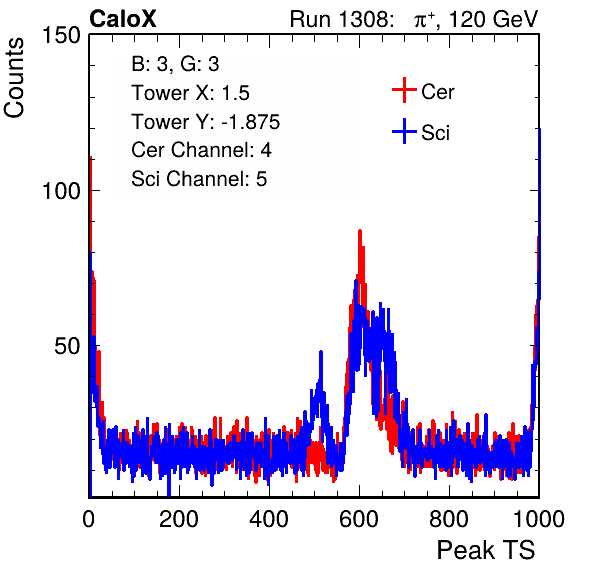 CaloX
Run 1308: π⁺, 120 GeV
150
B: 3, G: 3
Tower X: 1.5
Tower Y: -1.875
Cer Channel: 4
Sci Channel: 5
Cer
Sci
Counts
100
50
0
200
400
600
800
1000
Peak TS